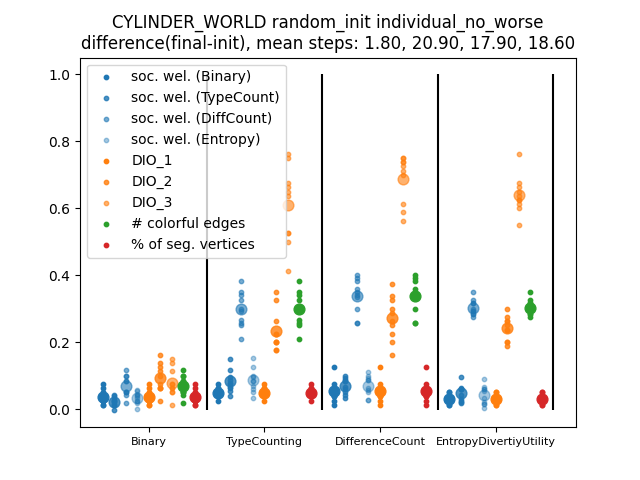 CYLINDER_WORLD random_init individual_no_worse
difference(final-init), mean steps: 1.80, 20.90, 17.90, 18.60
1.0
0.8
0.6
0.4
0.2
0.0
soc. wel. (Binary)
soc. wel. (TypeCount)
soc. wel. (DiffCount)
soc. wel. (Entropy)
DIO_1
DIO_2
DIO_3
# colorful edges
% of seg. vertices
Binary
TypeCounting
DifferenceCount
EntropyDivertiyUtility